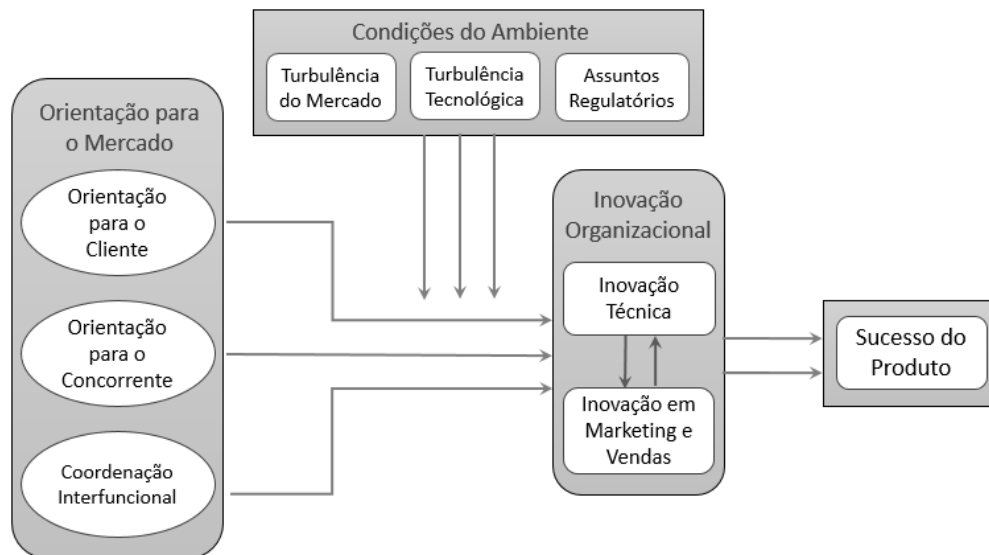 Condições do Ambiente
Turbulência
do Mercado
Turbulência
Tecnológica
Assuntos
Regulatórios
Orientação para
o Mercado
Orientação
para o
Cliente
Orientação
para o
Concorrente
Coordenação
Interfuncional
Inovação
Organizacional
Inovação
Técnica
Inovação em
Marketing e
Vendas
Sucesso do
Produto